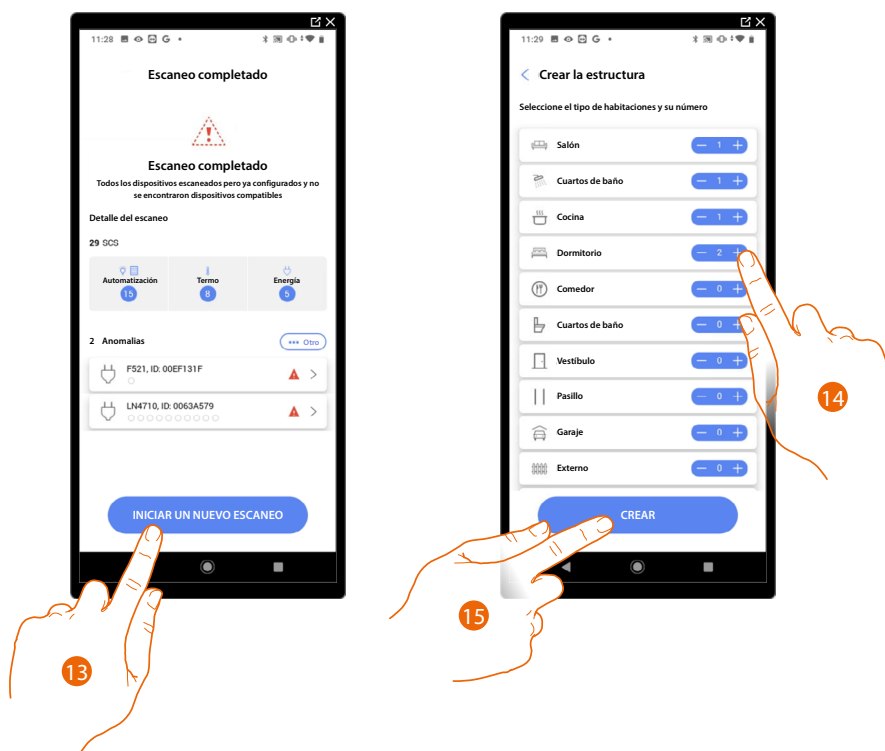 11:28 G
Escaneo completado
Escaneo completado
Todos los dispositivos escaneados pero ya configurados y no
se encontraron dispositivos compatibles
Detalle del escaneo
29 SCS
Automatización
15
Termo
8
Energía
5
2 Anomalias
••• Otro
F521, ID: 00EF131F
LN4710, ID: 0063A579
INICIAR UN NUEVO ESCANEO
13
11:29 G
Crear la estructura
Seleccione el tipo de habitaciones y su número
Salón − 1 +
Cuartos de baño − 1 +
Cocina − 1 +
Dormitorio − 2 +
Comedor − 0 +
Cuartos de baño − 0 +
Vestíbulo − 0 +
Pasillo − 0 +
Garaje − 0 +
Externo − 0 +
14
CREAR
15